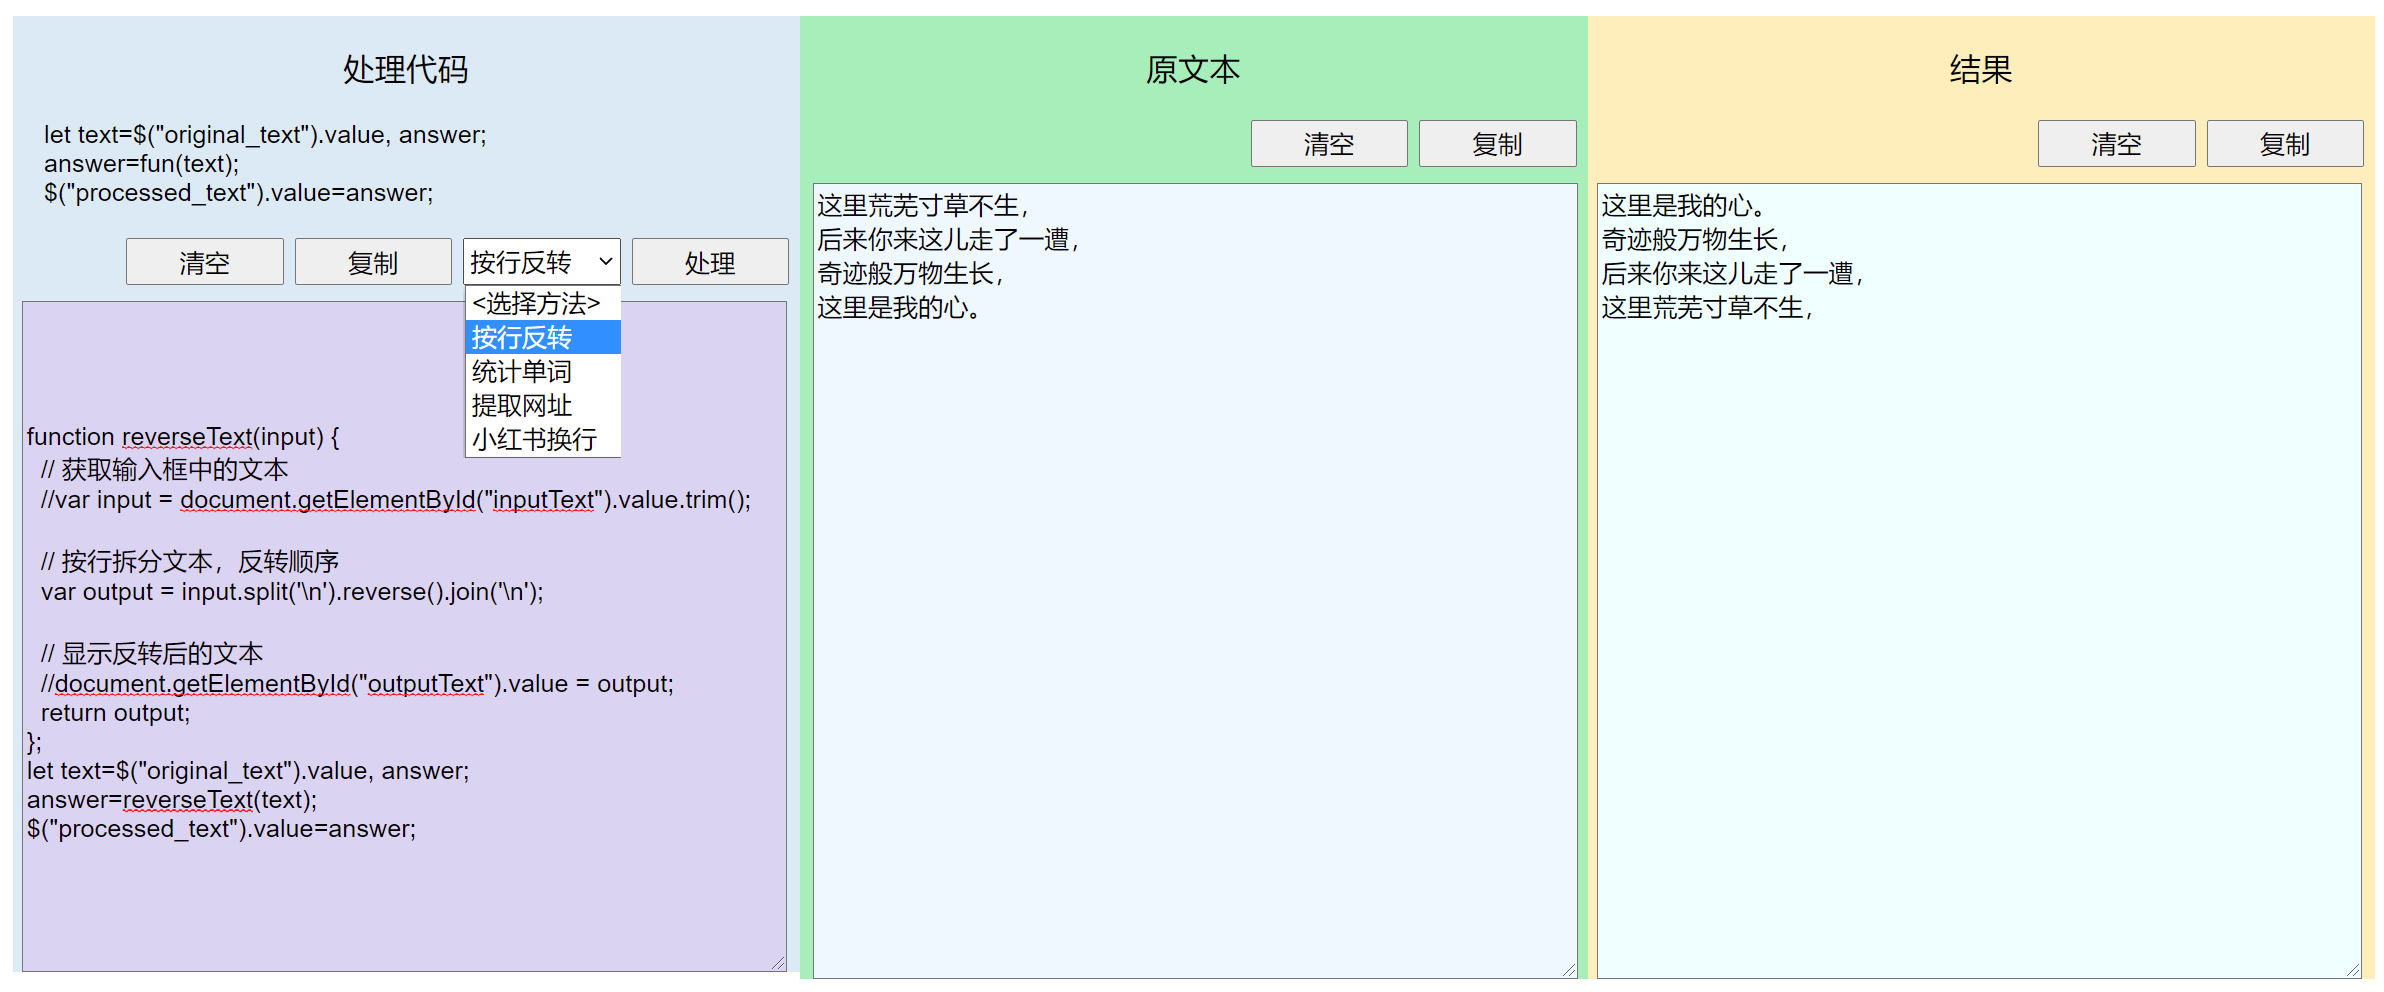 处理代码
let text=$("original_text").value, answer;
answer=fun(text);
$("processed_text").value=answer;
清空
复制
按行反转
处理
<选择方法>
按行反转
统计单词
提取网址
小红书换行
function reverseText(input) {
// 获取输入框中的文本
//var input = document.getElementById("inputText").value.trim();
// 按行拆分文本，反转顺序
var output = input.split('\n').reverse().join('\n');
// 显示反转后的文本
//document.getElementById("outputText").value = output;
return output;
};
let text=$("original_text").value, answer;
answer=reverseText(text);
$("processed_text").value=answer;
原文本
清空
复制
这里荒芜寸草不生，
后来你来这儿走了一遭，
奇迹般万物生长，
这里是我的心。
结果
清空
复制
这里是我的心。
奇迹般万物生长，
后来你来这儿走了一遭，
这里荒芜寸草不生，